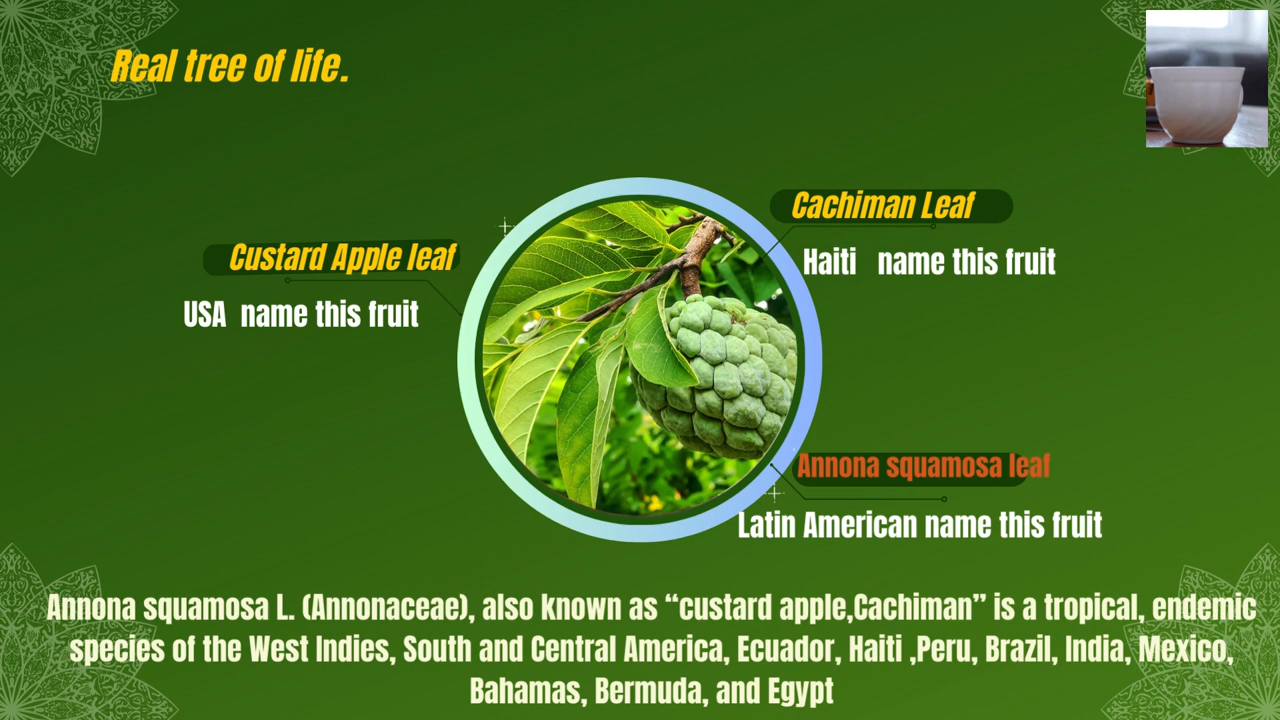 Real tree of life.
Cachiman Leaf
Haiti name this fruit
Custard Apple leaf
USA name this fruit
Annona squamosa leaf
Latin American name this fruit
Annona squamosa L. (Annonaceae), also known as “custard apple,Cachiman” is a tropical, endemic
species of the West Indies, South and Central America, Ecuador, Haiti ,Peru, Brazil, India, Mexico,
Bahamas, Bermuda, and Egypt